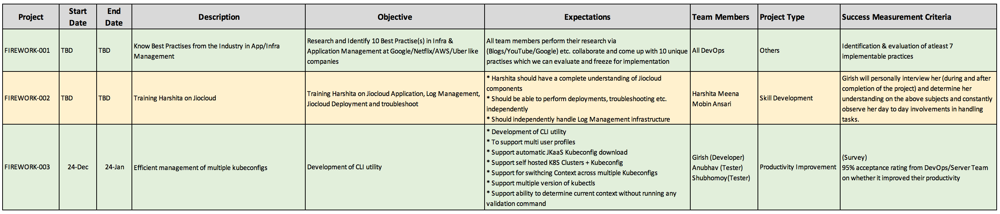 Project
Start
Date
End
Date
Description
Objective
Expectations
Team Members
Project Type
Success Measurement Criteria
FIREWORK-001
TBD
TBD
Know Best Practises from the Industry in App/Infra
Management
Research and Identify 10 Best Practise(s) in Infra &
Application Management at Google/Netflix/AWS/Uber like
companies
All team members perform their research via
(Blogs/YouTube/Google) etc. collaborate and come up with 10 unique
practises which we can evaluate and freeze for implementation
All DevOps
Others
Identification & evaluation of atleast 7
implementable practices
FIREWORK-002
TBD
TBD
Training Harshita on Jiocloud
Training Harshita on Jiocloud Application, Log Management,
Jiocloud Deployment and troubleshoot
* Harshita should have a complete understanding of Jiocloud
components
* Should be able to perform deployments, troubleshooting etc.
independently
* Should independently handle Log Management infrastructure
Harshita Meena
Mobin Ansari
Skill Development
Girish will personally interview her (during and after
completion of the project) and determine her
understanding on the above subjects and constantly
observe her day to day involvements in handling
tasks.
FIREWORK-003
24-Dec
24-Jan
Efficient management of multiple kubeconfigs
Development of CLI utility
* Development of CLI utility
* To support multi user profiles
* Support automatic JKaaS Kubeconfig download
* Support self hosted K8S Clusters + Kubeconfig
* Support for swithcing Context across multiple Kubeconfigs
* Support multiple version of kubectls
* Support ability to determine current context without running any
validation command
Girish (Developer)
Anubhav (Tester)
Shubhomoy(Tester)
Productivity Improvement
(Survey)
95% acceptance rating from DevOps/Server Team
on whether it improved their productivity